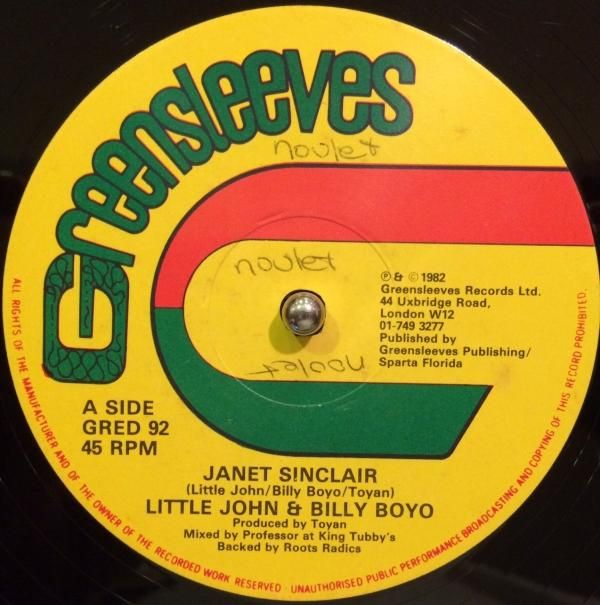 Greensleeves
noulet
noulet
noulet
℗ & © 1982
Greensleeves Records Ltd.
44 Uxbridge Road,
London W12
01-749 3277
Published by
Greensleeves Publishing/
Sparta Florida
A SIDE
GRED 92
45 RPM
JANET SINCLAIR
(Little John/Billy Boyo/Toyan)
LITTLE JOHN & BILLY BOYO
Produced by Toyan
Mixed by Professor at King Tubby's
Backed by Roots Radics
ALL RIGHTS OF THE MANUFACTURER AND OF THE OWNER OF THE RECORDED WORK RESERVED · UNAUTHORISED PUBLIC PERFORMANCE BROADCASTING AND COPYING OF THIS RECORD PROHIBITED.